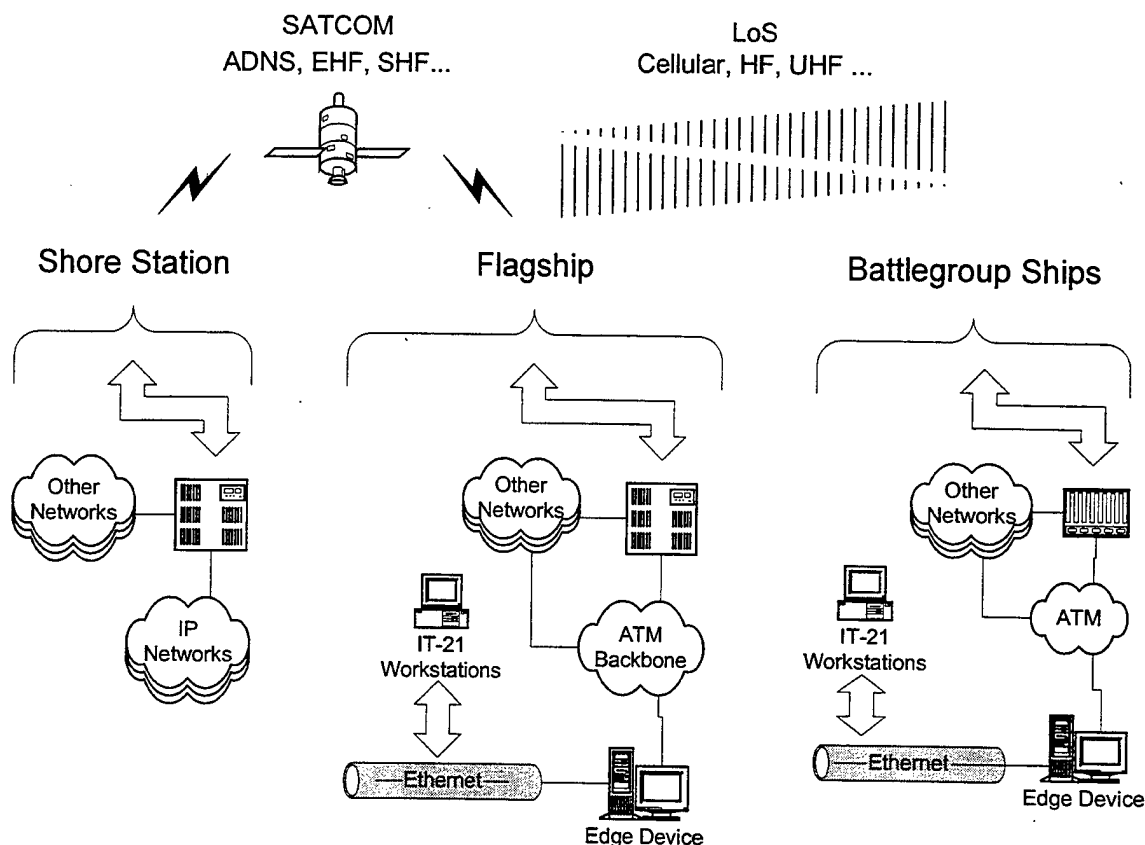 SATCOM
ADNS, EHF, SHF...
LoS
Cellular, HF, UHF ...
Shore Station
Flagship
Battlegroup Ships
Other
Networks
IP
Networks
Other
Networks
IT-21
Workstations
ATM
Backbone
Ethernet
Edge Device
Other
Networks
IT-21
Workstations
ATM
Ethernet
Edge Device